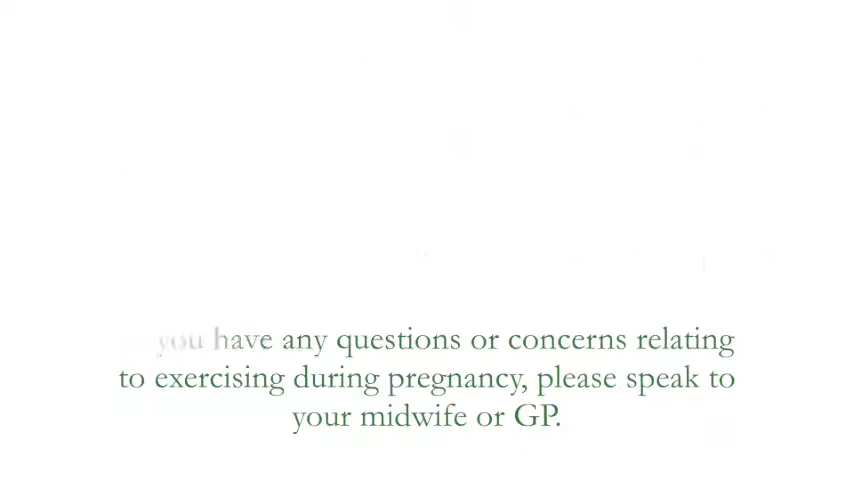 you have any questions or concerns relating
to exercising during pregnancy, please speak to
your midwife or GP.